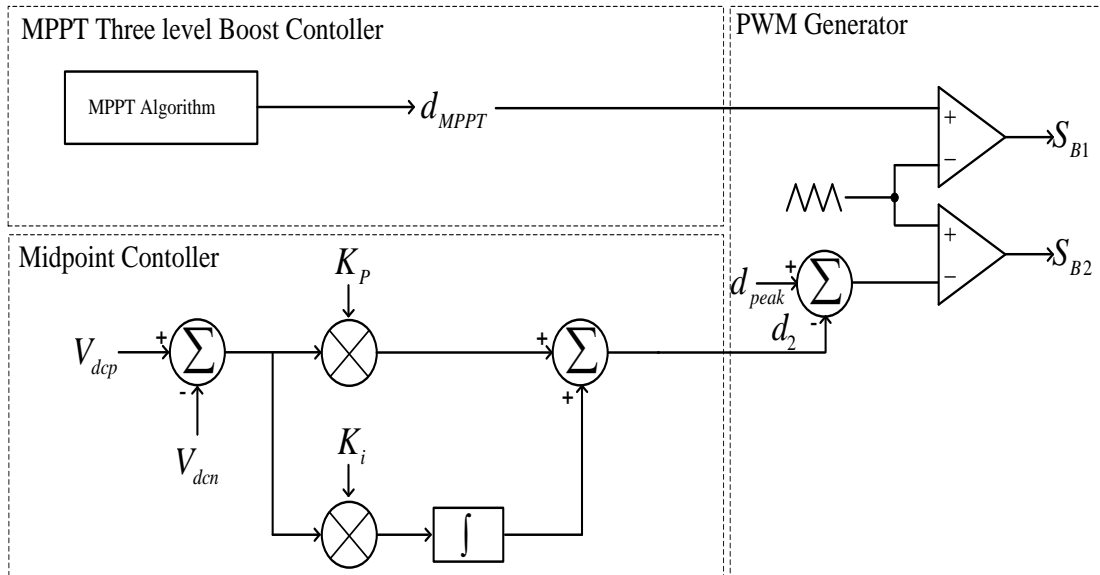 MPPT Three level Boost Contoller
PWM Generator
MPPT Algorithm
d_MPPT
+
−
S_B1
+
−
S_B2
Midpoint Contoller
K_P
d_peak
+
Σ
-
d_2
V_dcp
+
Σ
-
V_dcn
+
Σ
+
K_i
∫